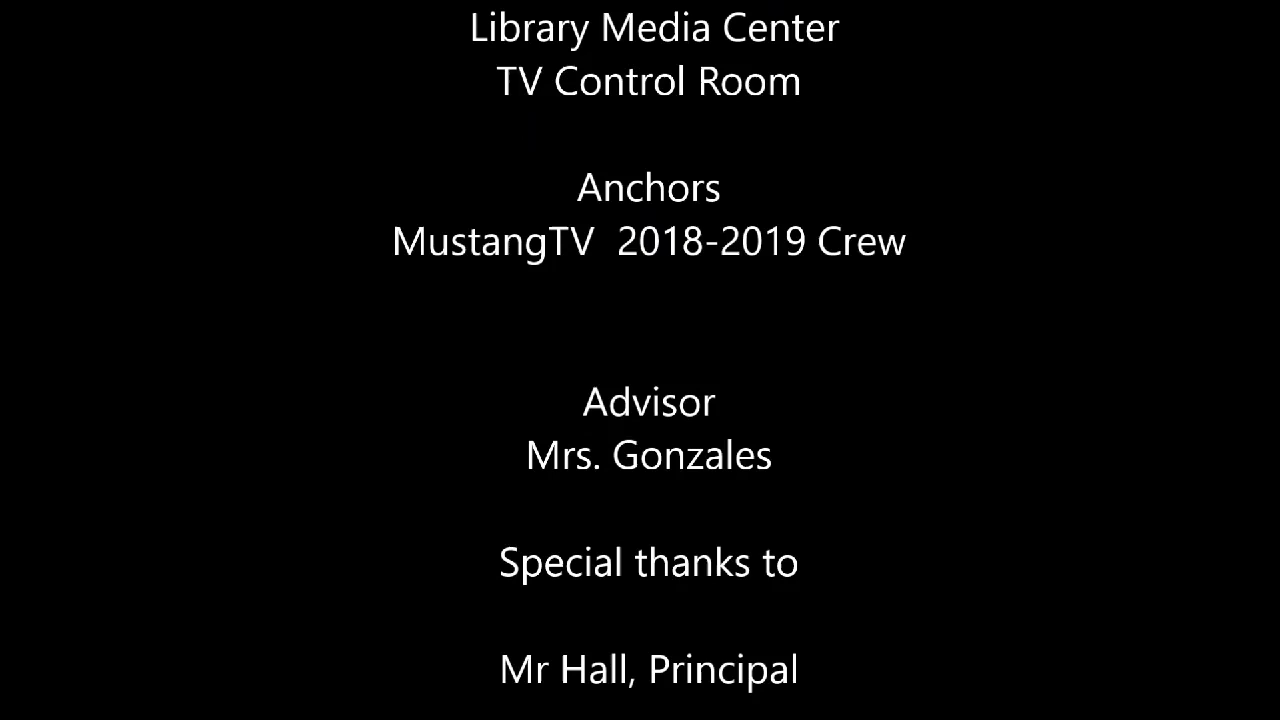 Library Media Center
TV Control Room
Anchors
MustangTV  2018-2019 Crew
Advisor
Mrs. Gonzales
Special thanks to
Mr Hall, Principal